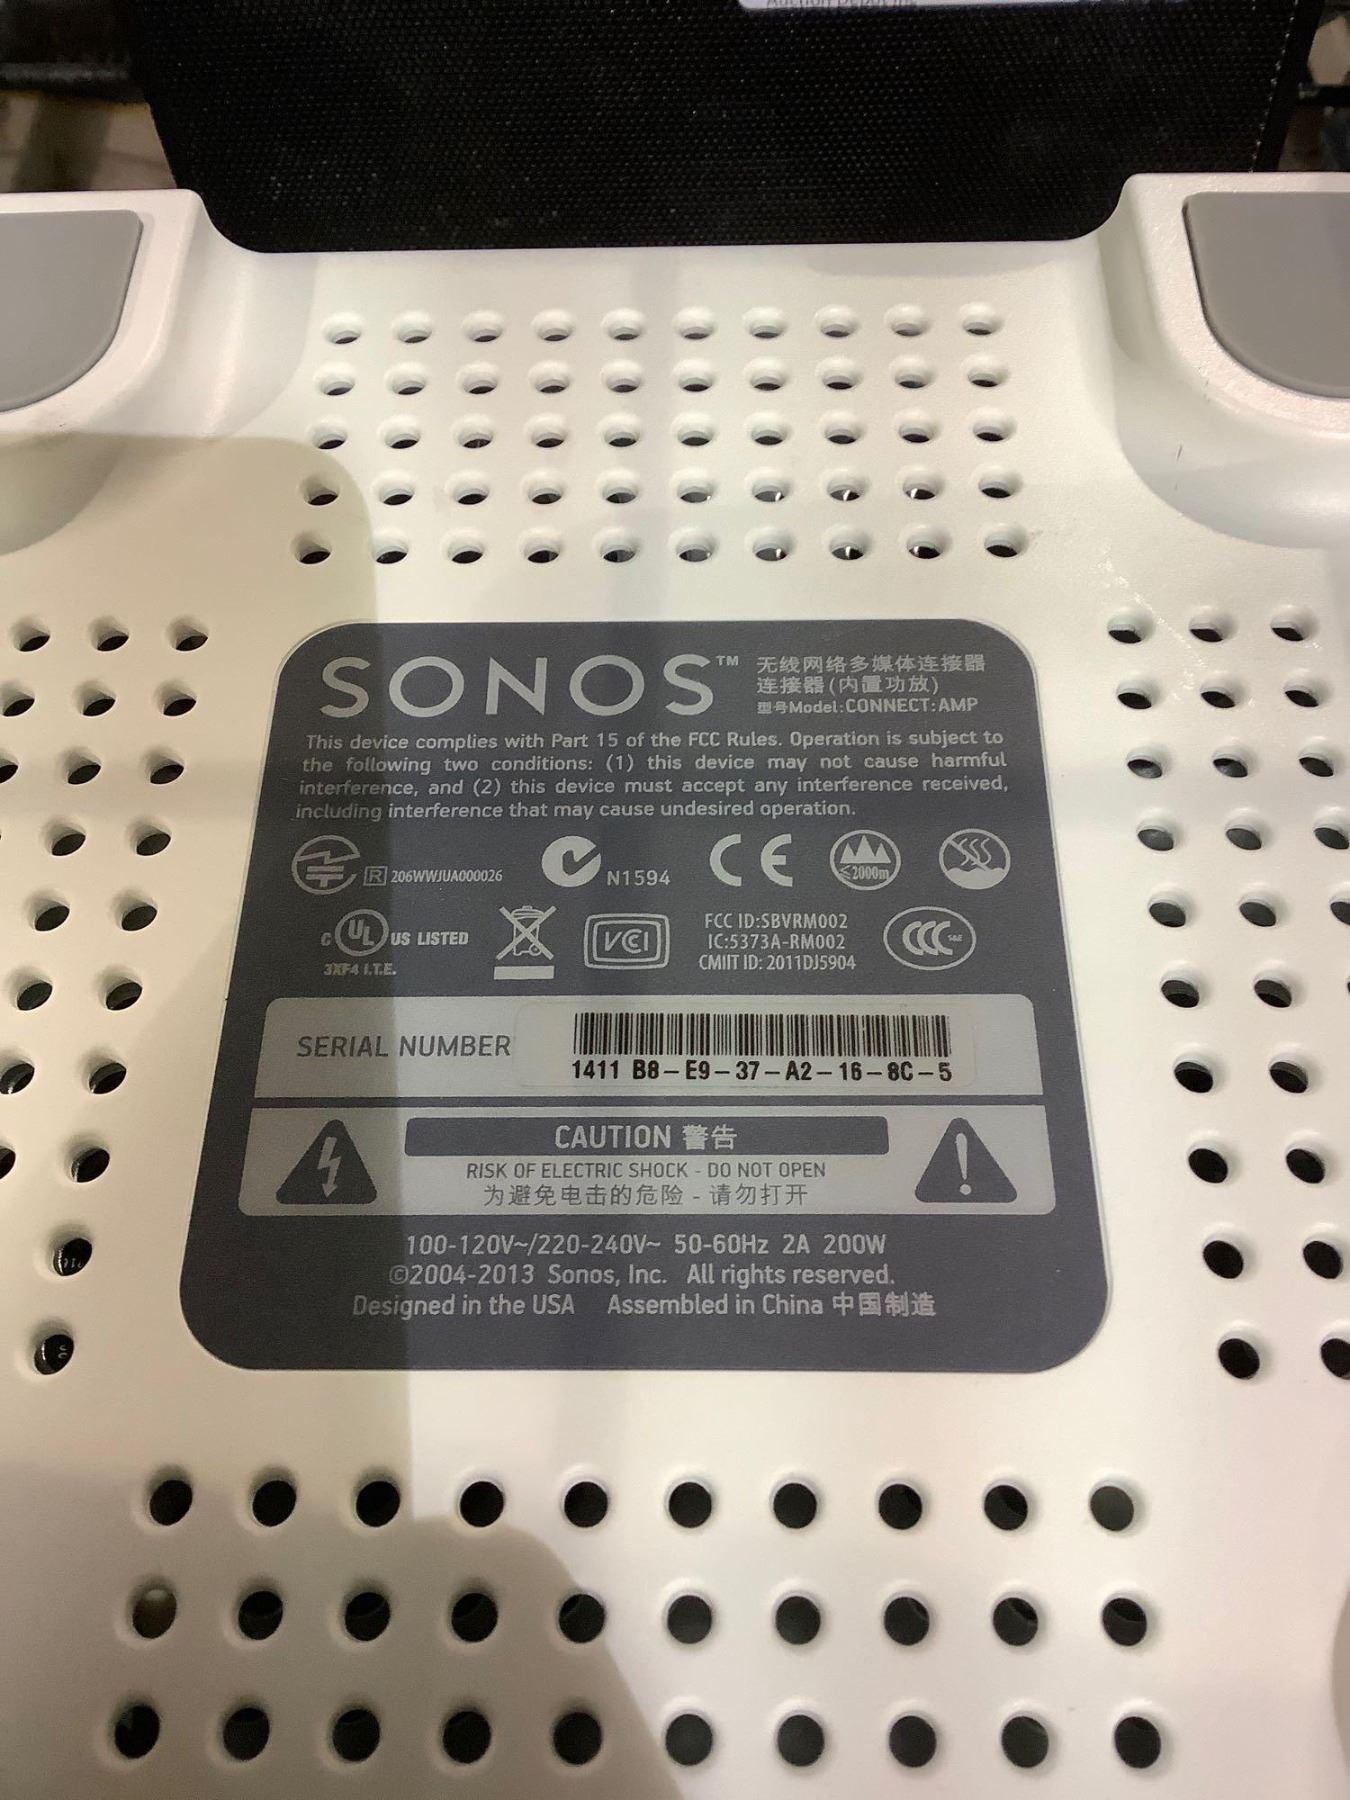 SONOS™
无线网络多媒体连接器
连接器(内置功放)
型号Model:CONNECT:AMP
This device complies with Part 15 of the FCC Rules. Operation is subject to
the following two conditions: (1) this device may not cause harmful
interference, and (2) this device must accept any interference received,
including interference that may cause undesired operation.
R 206WWJUA000026
N1594
CE
≤2000m
C UL US LISTED
3XF4 I.T.E.
VCI
FCC ID:SBVRM002
IC:5373A-RM002
CMIIT ID: 2011DJ5904
CCC S&E
SERIAL NUMBER
1411 B8-E9-37-A2-16-8C-5
CAUTION 警告
RISK OF ELECTRIC SHOCK - DO NOT OPEN
为避免电击的危险 - 请勿打开
100-120V~/220-240V~ 50-60Hz 2A 200W
©2004-2013 Sonos, Inc. All rights reserved.
Designed in the USA Assembled in China 中国制造